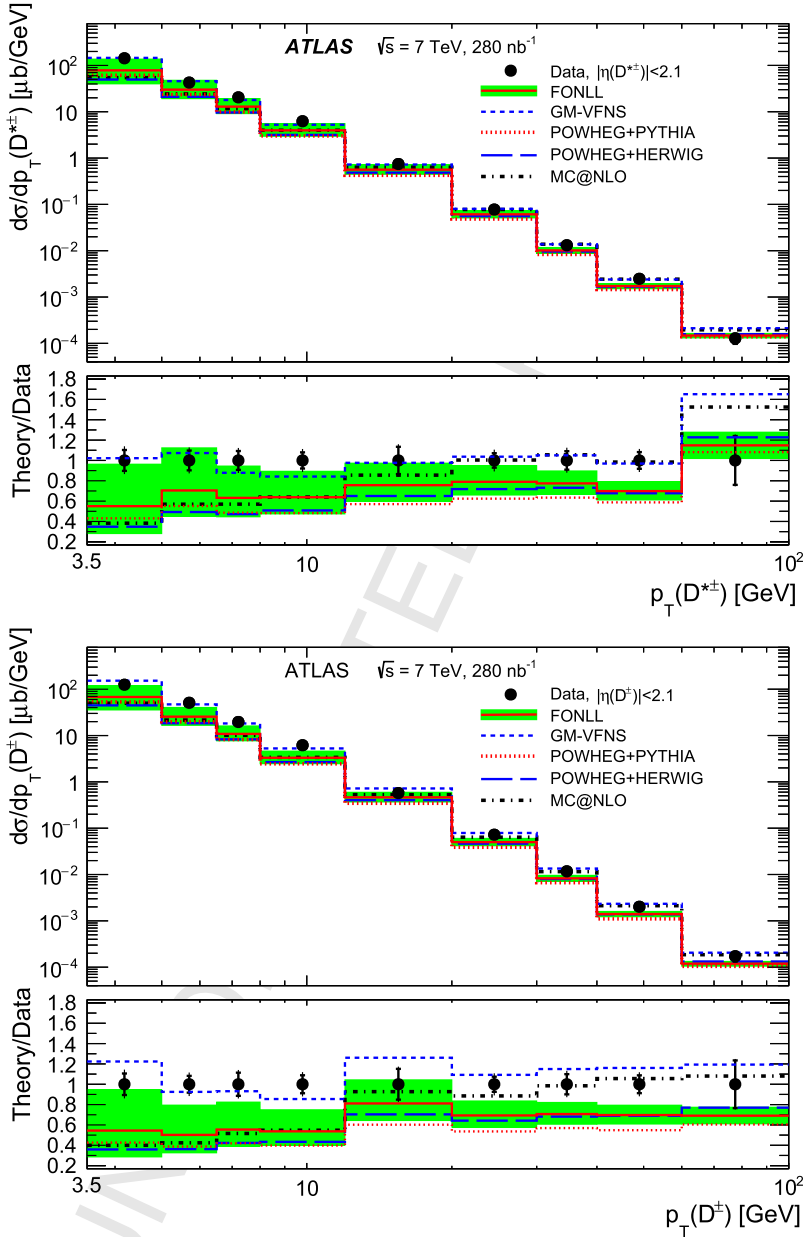 ATLAS √s = 7 TeV, 280 nb⁻¹
dσ/dp_T(D*±) [μb/GeV]
10²
10
1
10⁻¹
10⁻²
10⁻³
10⁻⁴
Data, |η(D*±)|<2.1
FONLL
GM-VFNS
POWHEG+PYTHIA
POWHEG+HERWIG
MC@NLO
Theory/Data
1.8
1.6
1.4
1.2
1.0
0.8
0.6
0.4
0.2
3.5 10 10²
p_T(D*±) [GeV]
ATLAS √s = 7 TeV, 280 nb⁻¹
dσ/dp_T(D±) [μb/GeV]
10²
10
1
10⁻¹
10⁻²
10⁻³
10⁻⁴
Data, |η(D±)|<2.1
FONLL
GM-VFNS
POWHEG+PYTHIA
POWHEG+HERWIG
MC@NLO
Theory/Data
1.8
1.6
1.4
1.2
1.0
0.8
0.6
0.4
0.2
3.5 10 10²
p_T(D±) [GeV]